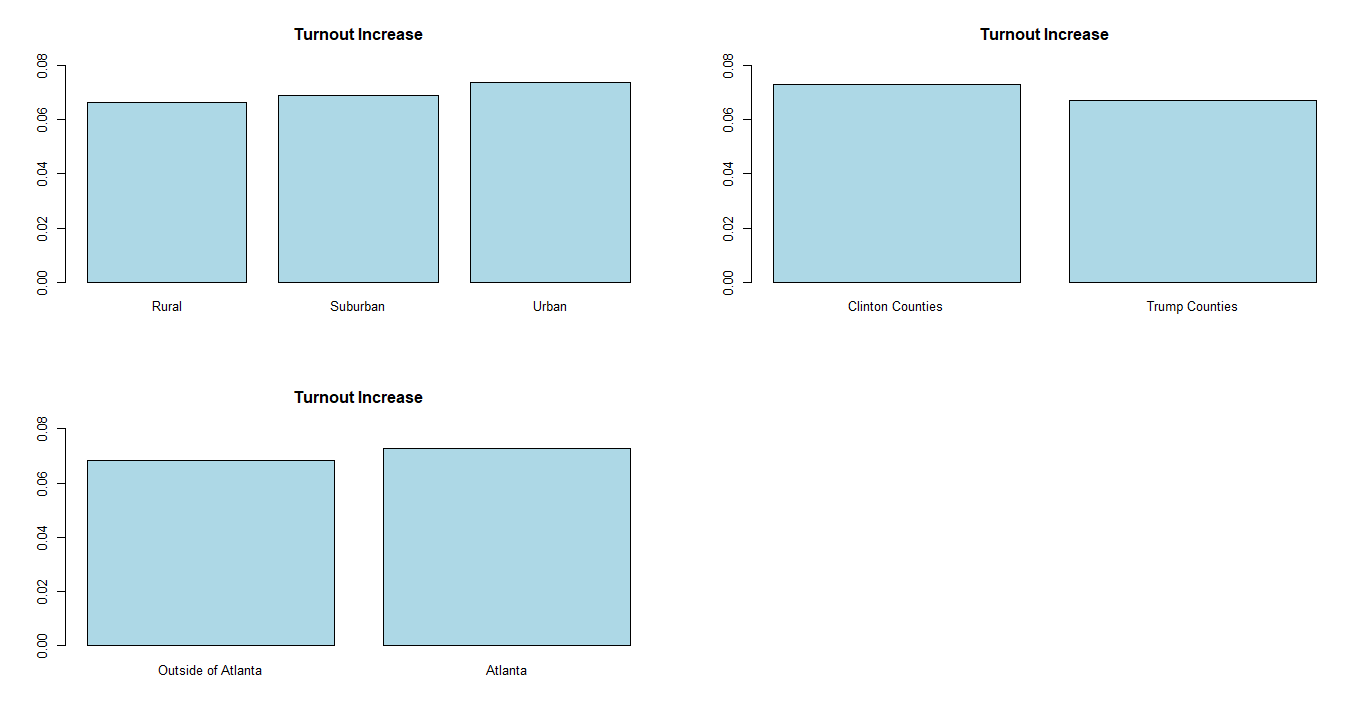 Turnout Increase
0.08
0.06
0.04
0.02
0.00
Rural Suburban Urban
Turnout Increase
0.08
0.06
0.04
0.02
0.00
Clinton Counties Trump Counties
Turnout Increase
0.08
0.06
0.04
0.02
0.00
Outside of Atlanta Atlanta